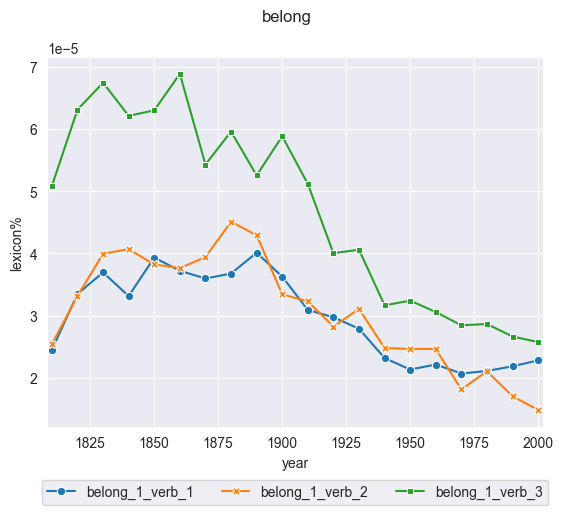 belong
1e−5
7
6
5
4
3
2
lexicon%
1825 1850 1875 1900 1925 1950 1975 2000
year
belong_1_verb_1 belong_1_verb_2 belong_1_verb_3